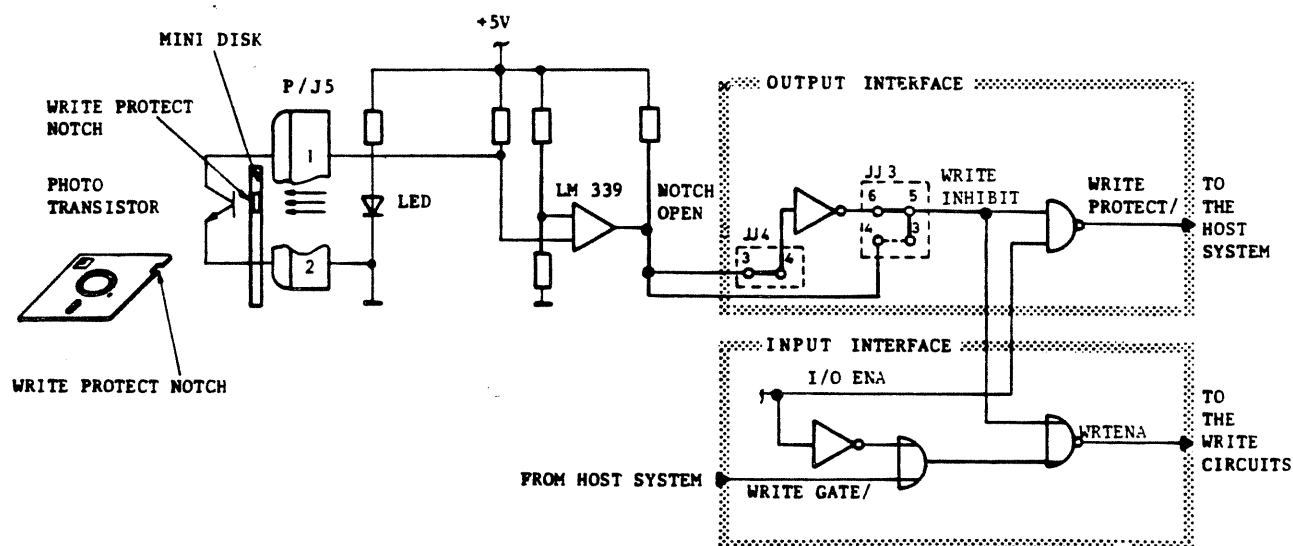 +5V
MINI DISK
P/J5
WRITE PROTECT
NOTCH
1
PHOTO
TRANSISTOR
LED
2
LM 339
NOTCH
OPEN
WRITE PROTECT NOTCH
OUTPUT INTERFACE
JJ3
WRITE
INHIBIT
6
5
4
3
JJ4
3
4
WRITE
PROTECT/
TO
THE
HOST
SYSTEM
INPUT INTERFACE
I/O ENA
WRTENA
TO
THE
WRITE
CIRCUITS
FROM HOST SYSTEM
WRITE GATE/